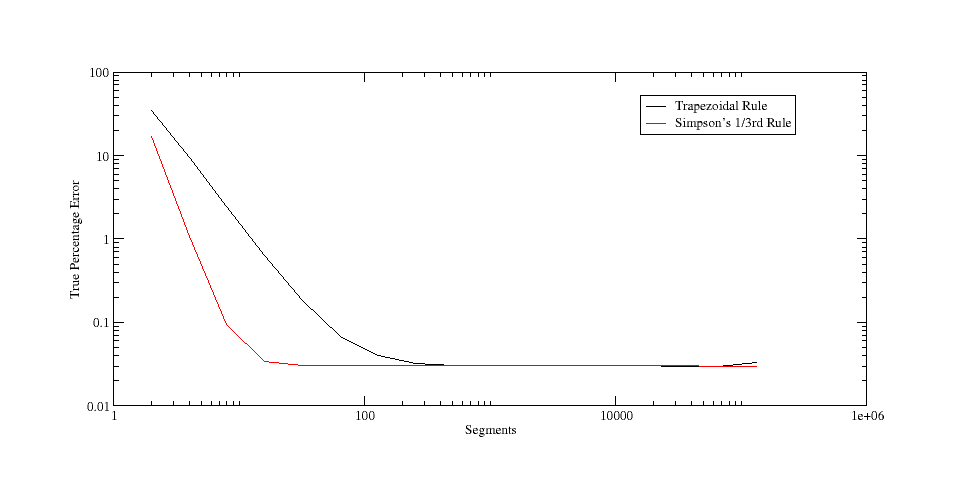 100
10
1
0.1
0.01
True Percentage Error
Trapezoidal Rule
Simpson's 1/3rd Rule
1
100
10000
1e+06
Segments